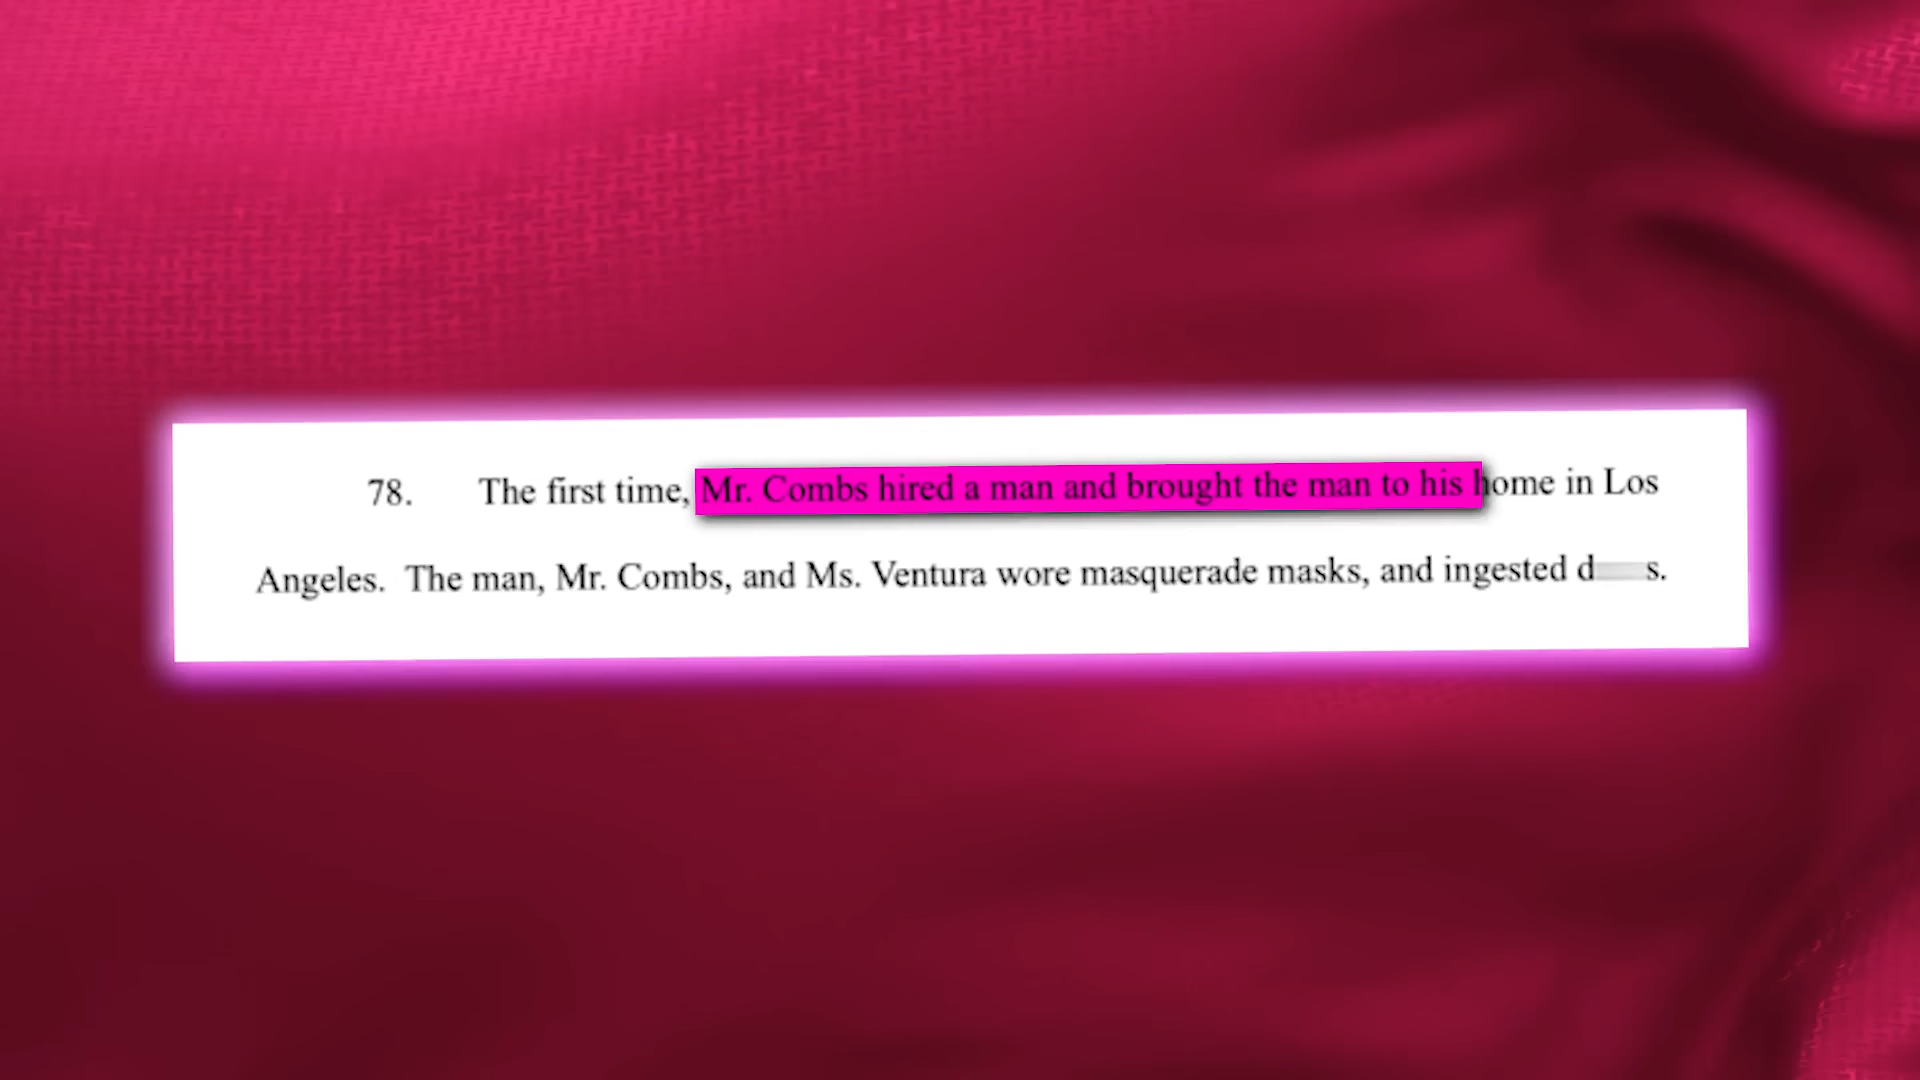 78. The first time, Mr. Combs hired a man and brought the man to his home in Los
Angeles. The man, Mr. Combs, and Ms. Ventura wore masquerade masks, and ingested d s.